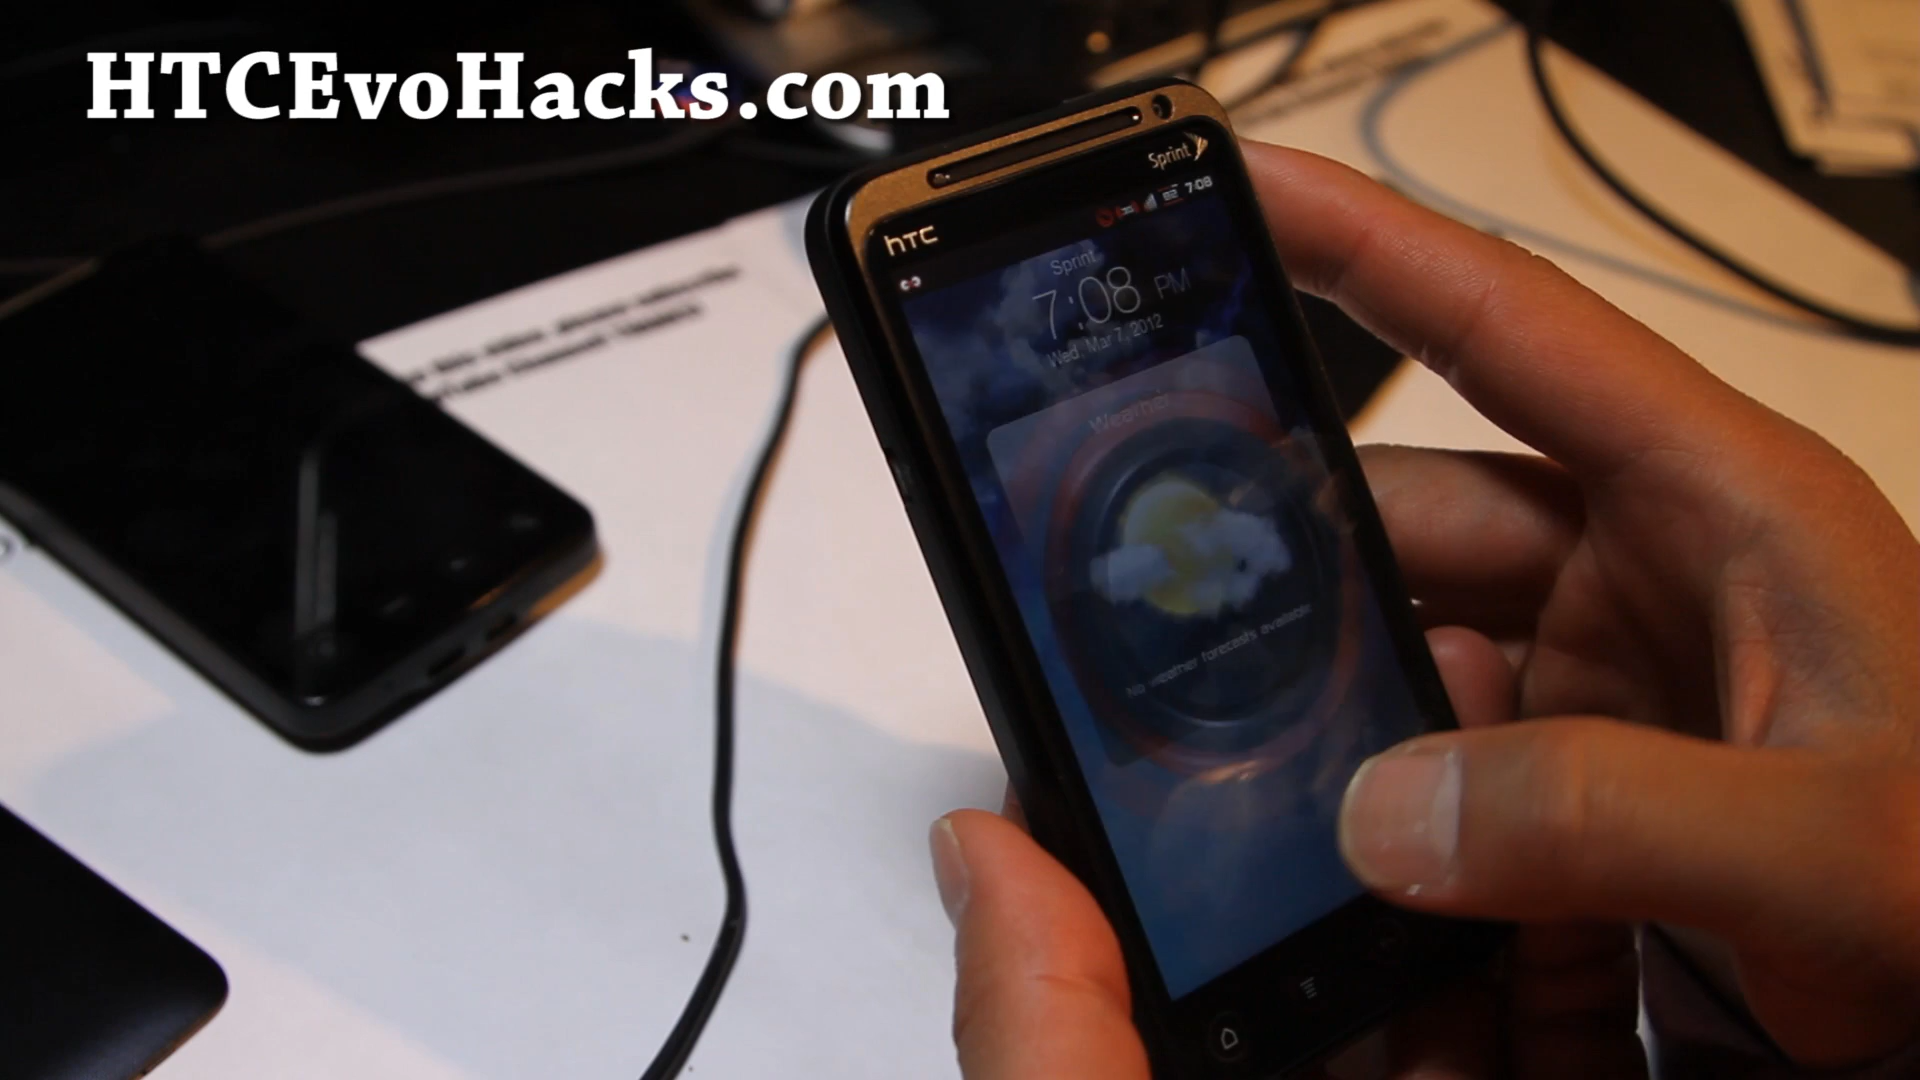 HTCEvoHacks.com
Sprint
hTC
7:08
Sprint
7:08 PM
Wed, Mar 7, 2012
Weather
No weather forecasts available